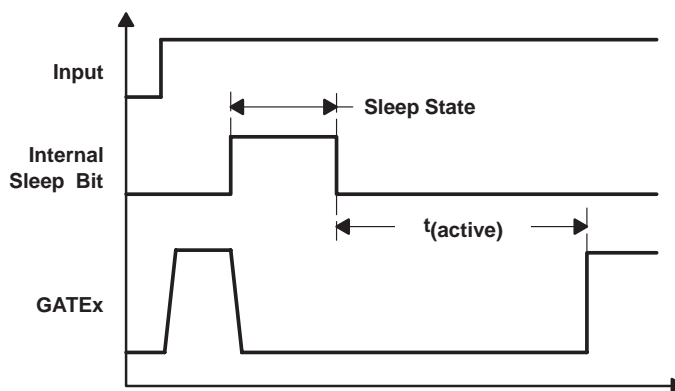 Input
Sleep State
Internal
Sleep Bit
t(active)
GATEx